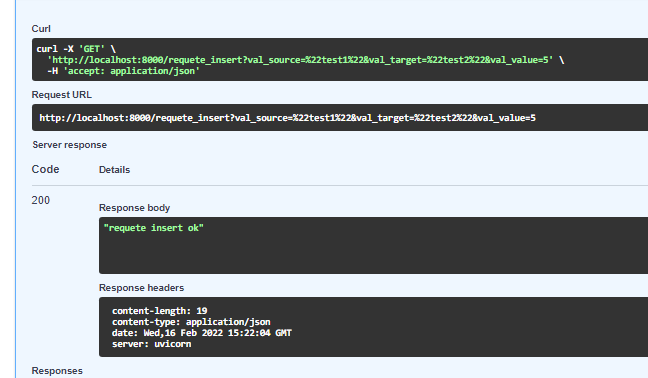 Curl
curl -X 'GET' \
'http://localhost:8000/requete_insert?val_source=%22test1%22&val_target=%22test2%22&val_value=5' \
-H 'accept: application/json'
Request URL
http://localhost:8000/requete_insert?val_source=%22test1%22&val_target=%22test2%22&val_value=5
Server response
Code Details
200
Response body
"requete insert ok"
Response headers
content-length: 19
content-type: application/json
date: Wed,16 Feb 2022 15:22:04 GMT
server: uvicorn
Responses